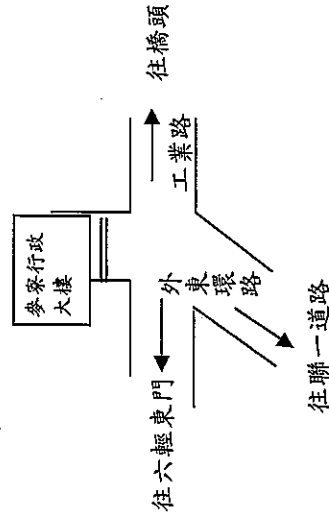 參寮行政
大樓
往橋頭
工業路
外東環路
往六輕東門
往聯一道路